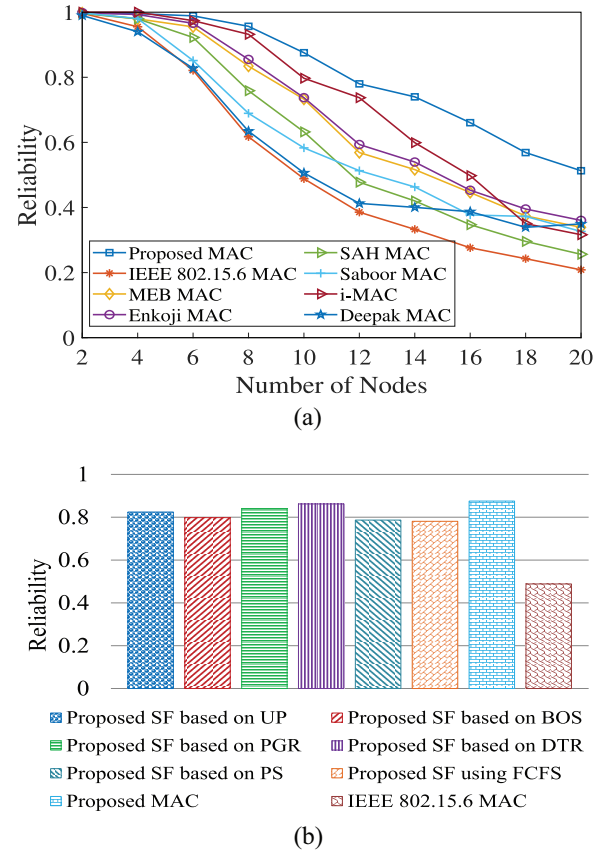 1
0.8
0.6
0.4
0.2
0
Reliability
Proposed MAC
IEEE 802.15.6 MAC
MEB MAC
Enkoji MAC
SAH MAC
Saboor MAC
i-MAC
Deepak MAC
2 4 6 8 10 12 14 16 18 20
Number of Nodes
(a)
1
0.8
0.6
0.4
0.2
0
Reliability
Proposed SF based on UP Proposed SF based on BOS
Proposed SF based on PGR Proposed SF based on DTR
Proposed SF based on PS Proposed SF using FCFS
Proposed MAC IEEE 802.15.6 MAC
(b)